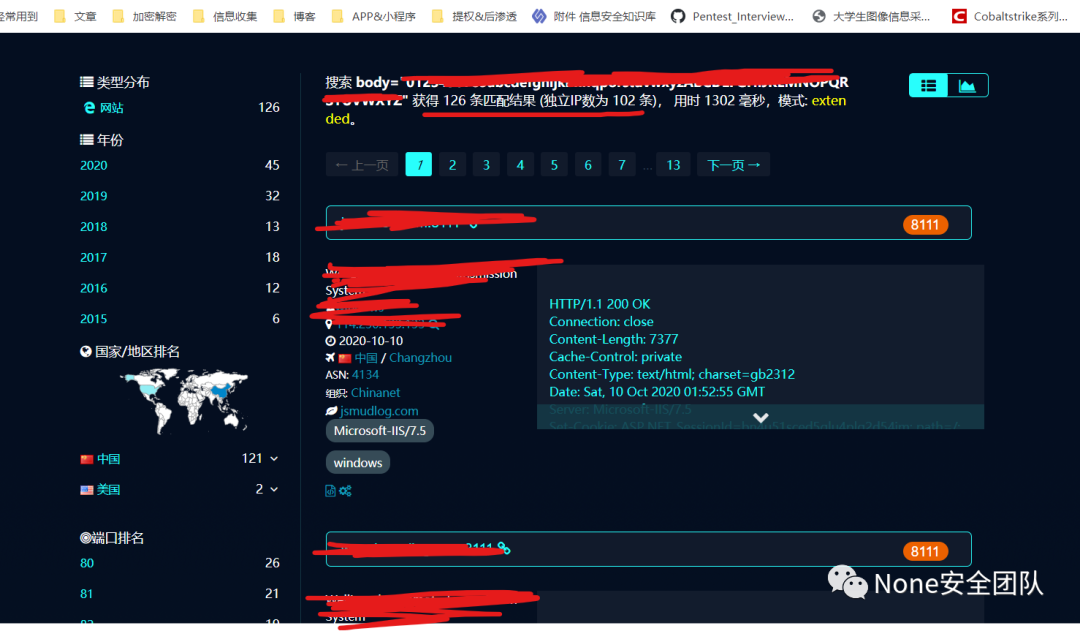 经常用到 文章 加密解密 信息收集 博客 APP&小程序 提权&后渗透 附件 信息安全知识库 Pentest_Interview... 大学生图像信息采... Cobaltstrike系列...
类型分布
网站 126
年份
2020 45
2019 32
2018 13
2017 18
2016 12
2015 6
国家/地区排名
中国 121
美国 2
端口排名
80 26
81 21
搜索 body="
获得 126 条匹配结果 (独立IP数为 102 条)， 用时 1302 毫秒，模式: exten
ded。
← 上一页 1 2 3 4 5 6 7 ... 13 下一页 →
8111
System
2020-10-10
中国 / Changzhou
ASN: 4134
组织: Chinanet
jsmudlog.com
Microsoft-IIS/7.5
windows
HTTP/1.1 200 OK
Connection: close
Content-Length: 7377
Cache-Control: private
Content-Type: text/html; charset=gb2312
Date: Sat, 10 Oct 2020 01:52:55 GMT
Server: Microsoft-IIS/7.5
8111
System
None安全团队